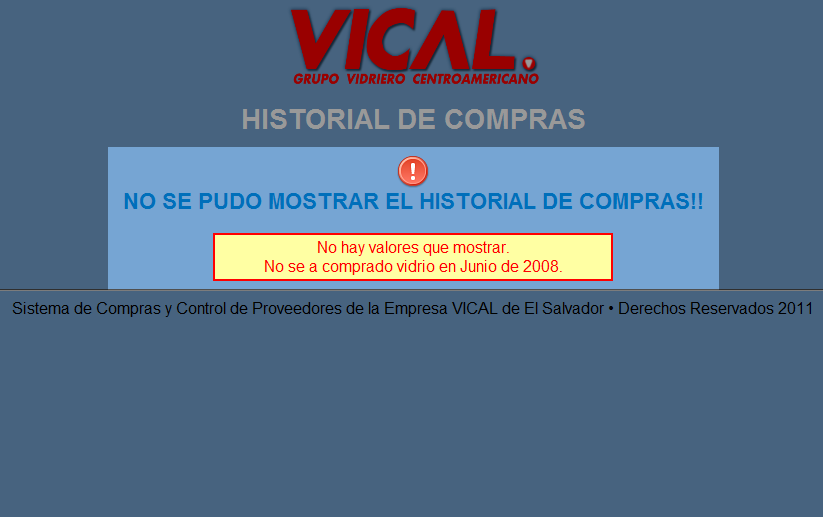 VICAL.
GRUPO VIDRIERO CENTROAMERICANO
HISTORIAL DE COMPRAS
NO SE PUDO MOSTRAR EL HISTORIAL DE COMPRAS!!
No hay valores que mostrar.
No se a comprado vidrio en Junio de 2008.
Sistema de Compras y Control de Proveedores de la Empresa VICAL de El Salvador • Derechos Reservados 2011